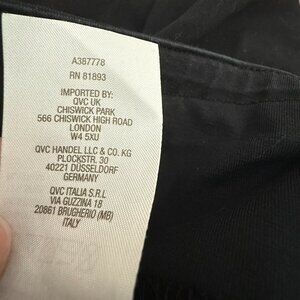 A387778
RN 81893
IMPORTED BY:
QVC UK
CHISWICK PARK
566 CHISWICK HIGH ROAD
LONDON
W4 5XU
QVC HANDEL LLC & CO. KG
PLOCKSTR. 30
40221 DÜSSELDORF
GERMANY
QVC ITALIA S.R.L
VIA GUZZINA 18
20861 BRUGHERIO (MB)
ITALY